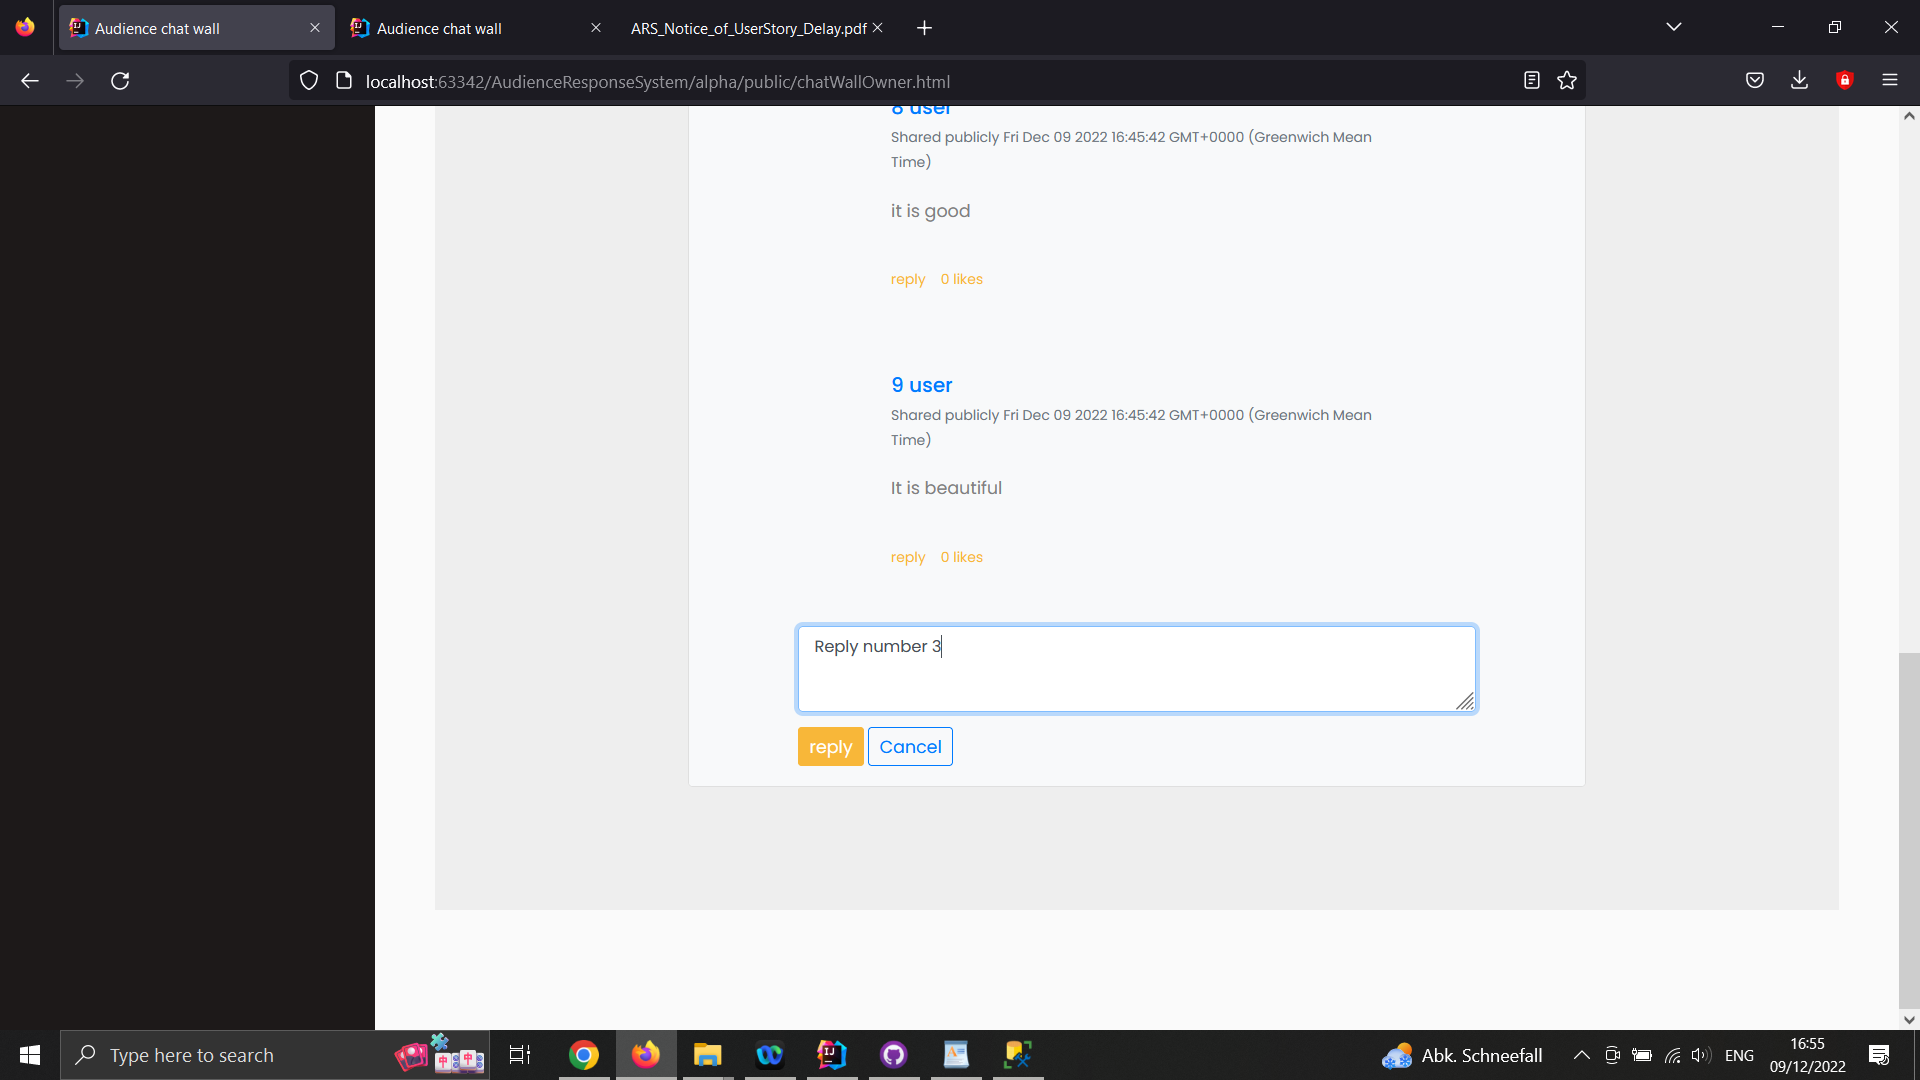 Audience chat wall
Audience chat wall
ARS_Notice_of_UserStory_Delay.pdf
localhost:63342/AudienceResponseSystem/alpha/public/chatWallOwner.html
8 user
Shared publicly Fri Dec 09 2022 16:45:42 GMT+0000 (Greenwich Mean
Time)
it is good
reply 0 likes
9 user
Shared publicly Fri Dec 09 2022 16:45:42 GMT+0000 (Greenwich Mean
Time)
It is beautiful
reply 0 likes
Reply number 3
reply Cancel
Type here to search
Abk. Schneefall
ENG
16:55
09/12/2022